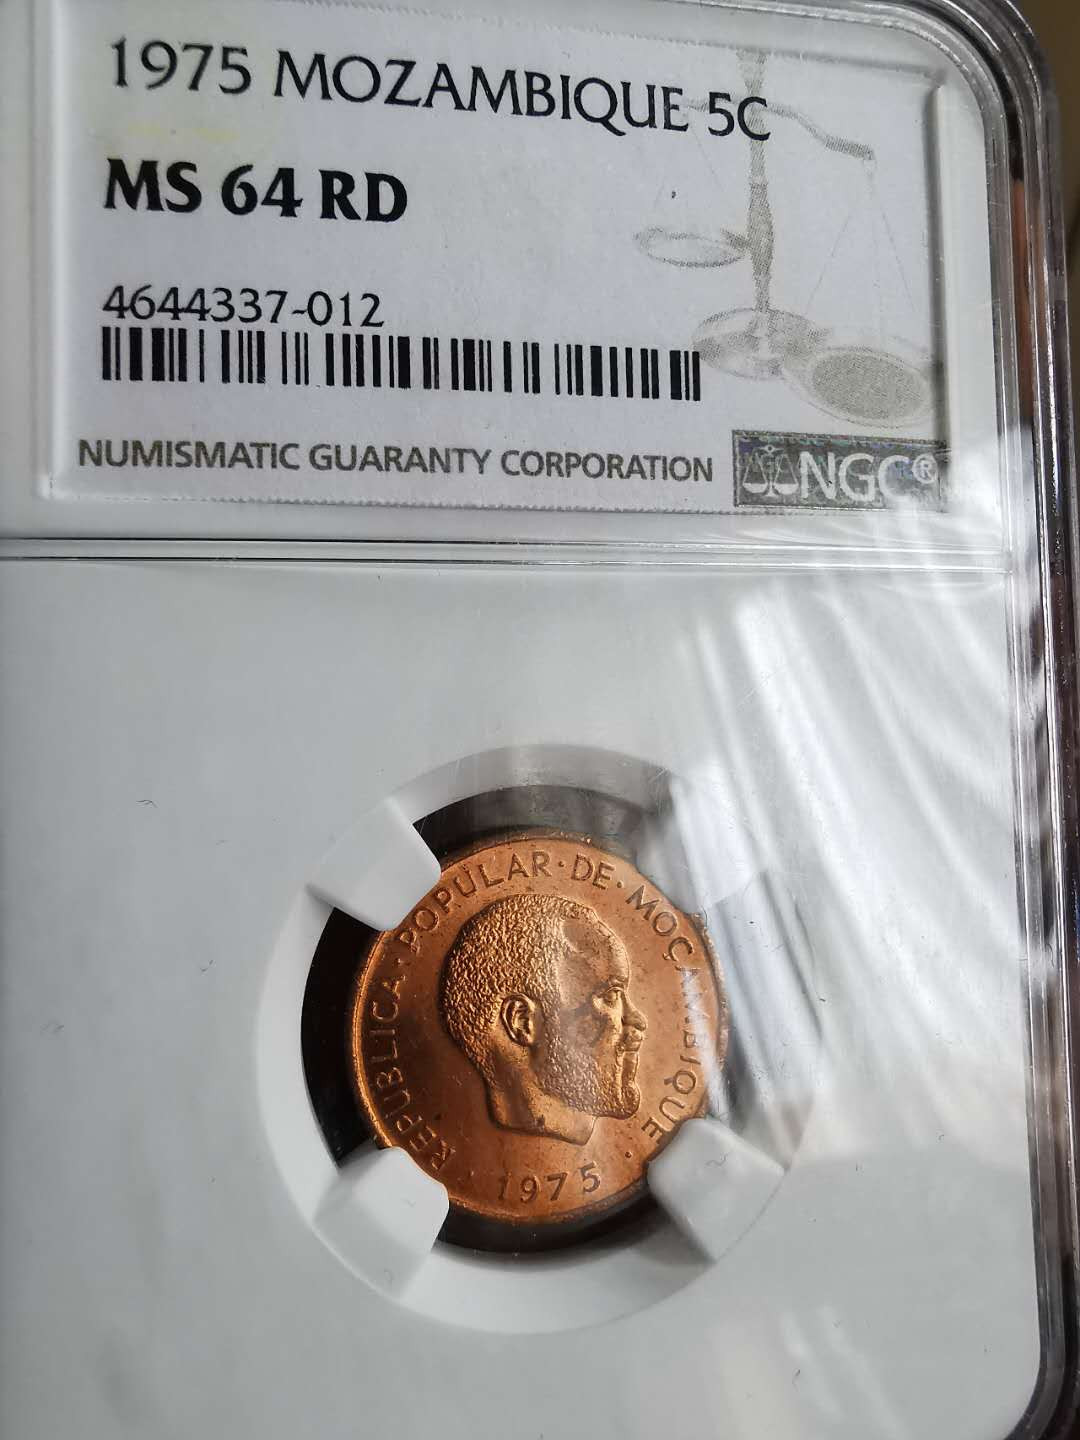 1975 MOZAMBIQUE 5C
MS 64 RD
4644337-012
NUMISMATIC GUARANTY CORPORATION
NGC®
REPUBLICA · POPULAR · DE · MOÇAMBIQUE
· 1975 ·